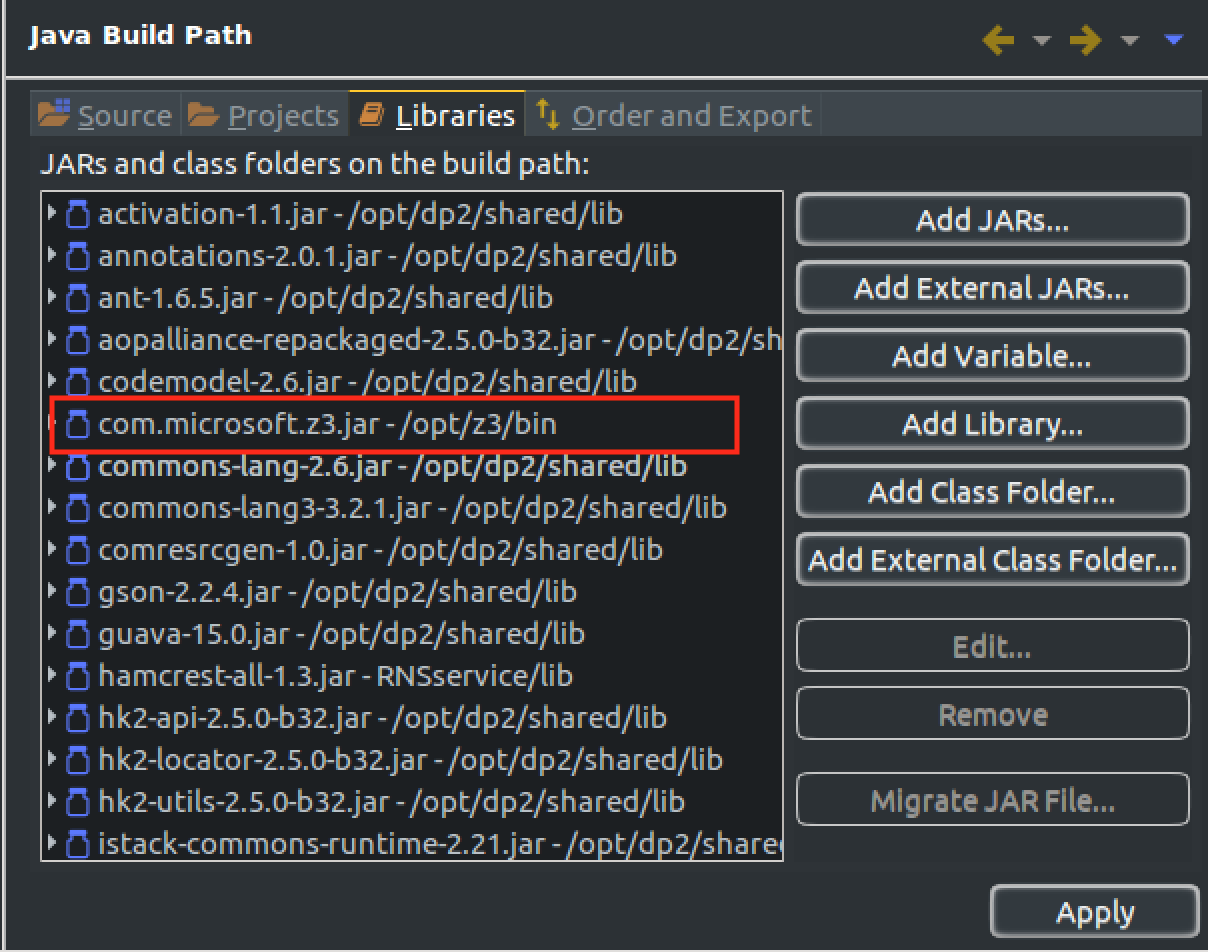 Java Build Path
Source Projects Libraries Order and Export
JARs and class folders on the build path:
activation-1.1.jar - /opt/dp2/shared/lib
annotations-2.0.1.jar - /opt/dp2/shared/lib
ant-1.6.5.jar - /opt/dp2/shared/lib
aopalliance-repackaged-2.5.0-b32.jar - /opt/dp2/sh
codemodel-2.6.jar - /opt/dp2/shared/lib
com.microsoft.z3.jar - /opt/z3/bin
commons-lang-2.6.jar - /opt/dp2/shared/lib
commons-lang3-3.2.1.jar - /opt/dp2/shared/lib
comresrcgen-1.0.jar - /opt/dp2/shared/lib
gson-2.2.4.jar - /opt/dp2/shared/lib
guava-15.0.jar - /opt/dp2/shared/lib
hamcrest-all-1.3.jar - RNSservice/lib
hk2-api-2.5.0-b32.jar - /opt/dp2/shared/lib
hk2-locator-2.5.0-b32.jar - /opt/dp2/shared/lib
hk2-utils-2.5.0-b32.jar - /opt/dp2/shared/lib
istack-commons-runtime-2.21.jar - /opt/dp2/share
Add JARs...
Add External JARs...
Add Variable...
Add Library...
Add Class Folder...
Add External Class Folder...
Edit...
Remove
Migrate JAR File...
Apply